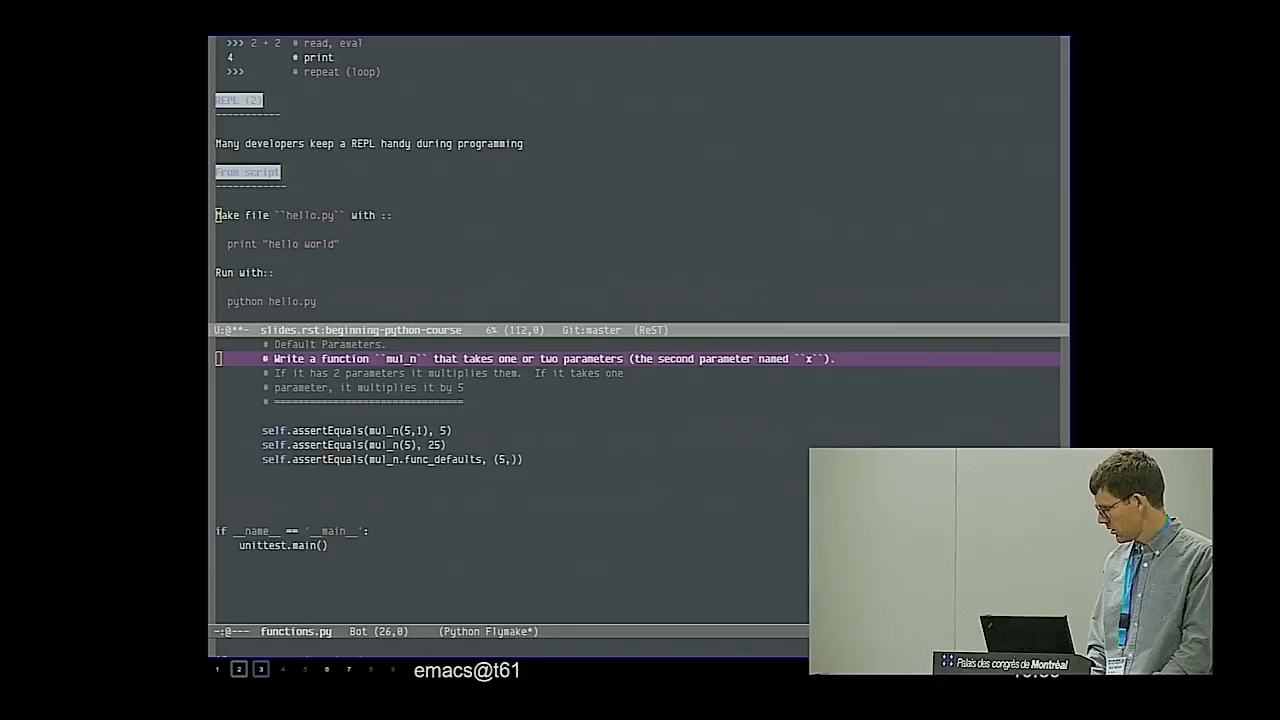 >>> 2 + 2  # read, eval
4          # print
>>>        # repeat (loop)
REPL (2)
-----------
Many developers keep a REPL handy during programming
From script
------------
Make file ``hello.py`` with ::
print "hello world"
Run with::
python hello.py
U:@**-  slides.rst:beginning-python-course   6% (112,0)   Git:master  (ReST)
# Default Parameters.
# Write a function ``mul_n`` that takes one or two parameters (the second parameter named ``x``).
# If it has 2 parameters it multiplies them.  If it takes one
# parameter, it multiplies it by 5
# ================================
self.assertEquals(mul_n(5,1), 5)
self.assertEquals(mul_n(5), 25)
self.assertEquals(mul_n.func_defaults, (5,))
if __name__ == '__main__':
unittest.main()
-:@---  functions.py   Bot (26,0)     (Python Flymake*)
1 2 3 4 5 6 7 8 9 emacs@t61
Palais des congrès de Montréal